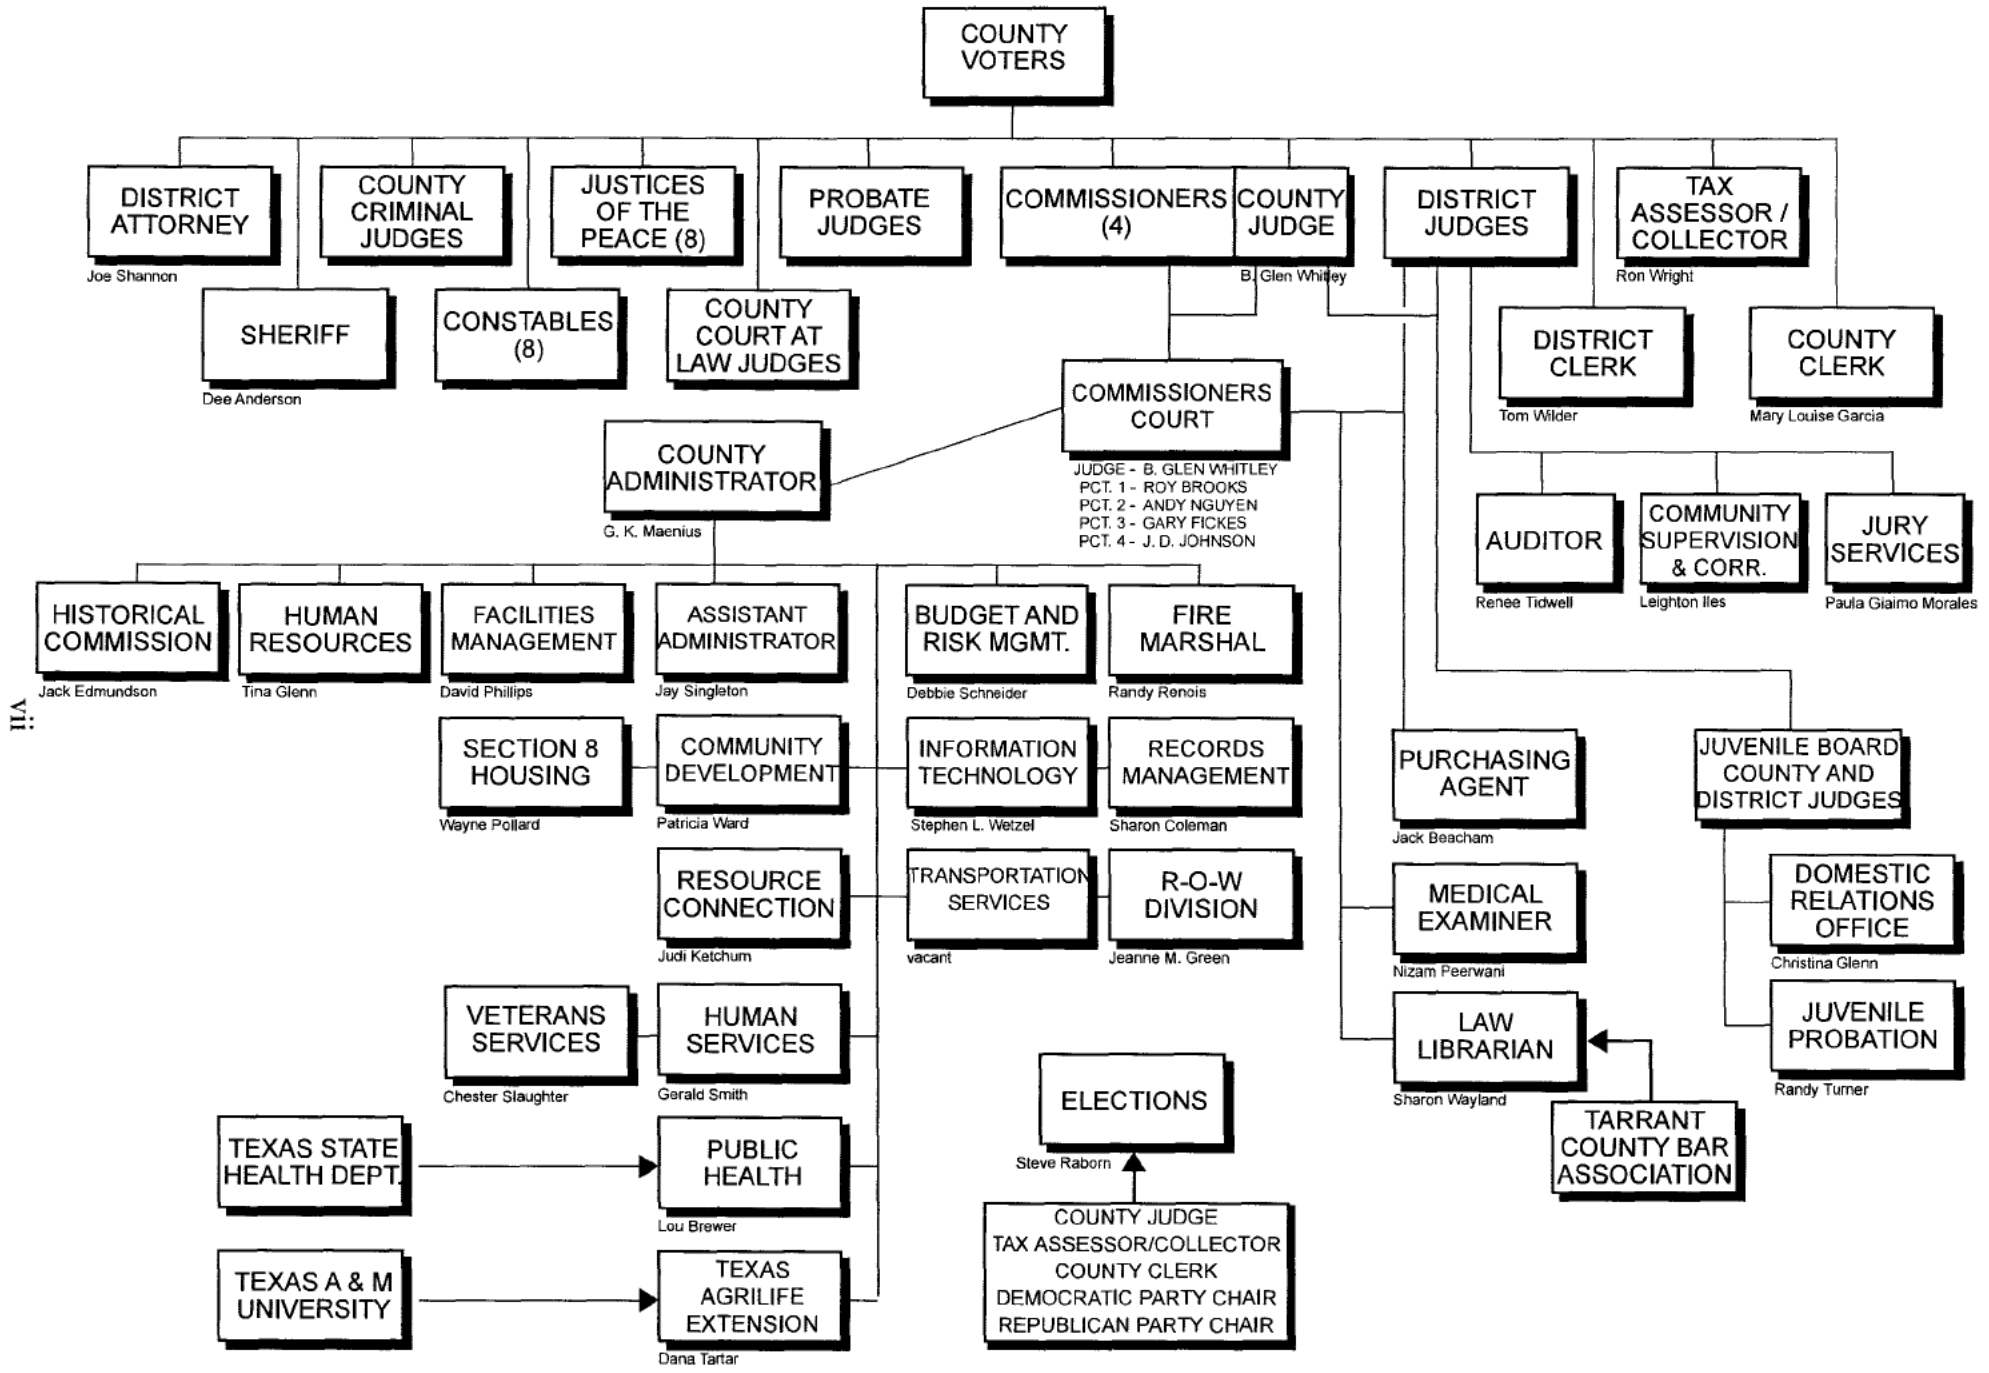 COUNTY
VOTERS
DISTRICT
ATTORNEY
Joe Shannon
COUNTY
CRIMINAL
JUDGES
JUSTICES
OF THE
PEACE (8)
PROBATE
JUDGES
COMMISSIONERS
(4)
COUNTY
JUDGE
B. Glen Whitley
DISTRICT
JUDGES
TAX
ASSESSOR /
COLLECTOR
Ron Wright
SHERIFF
Dee Anderson
CONSTABLES
(8)
COUNTY
COURT AT
LAW JUDGES
DISTRICT
CLERK
Tom Wilder
COUNTY
CLERK
Mary Louise Garcia
COMMISSIONERS
COURT
JUDGE - B. GLEN WHITLEY
PCT. 1 - ROY BROOKS
PCT. 2 - ANDY NGUYEN
PCT. 3 - GARY FICKES
PCT. 4 - J. D. JOHNSON
COUNTY
ADMINISTRATOR
G. K. Maenius
AUDITOR
Renee Tidwell
COMMUNITY
SUPERVISION
& CORR.
Leighton Iles
JURY
SERVICES
Paula Giaimo Morales
HISTORICAL
COMMISSION
Jack Edmundson
HUMAN
RESOURCES
Tina Glenn
FACILITIES
MANAGEMENT
David Phillips
ASSISTANT
ADMINISTRATOR
Jay Singleton
BUDGET AND
RISK MGMT.
Debbie Schneider
FIRE
MARSHAL
Randy Renois
vii
SECTION 8
HOUSING
Wayne Pollard
COMMUNITY
DEVELOPMENT
Patricia Ward
INFORMATION
TECHNOLOGY
Stephen L. Wetzel
RECORDS
MANAGEMENT
Sharon Coleman
PURCHASING
AGENT
Jack Beacham
JUVENILE BOARD
COUNTY AND
DISTRICT JUDGES
RESOURCE
CONNECTION
Judi Ketchum
TRANSPORTATION
SERVICES
vacant
R-O-W
DIVISION
Jeanne M. Green
MEDICAL
EXAMINER
Nizam Peerwani
DOMESTIC
RELATIONS
OFFICE
Christina Glenn
VETERANS
SERVICES
Chester Slaughter
HUMAN
SERVICES
Gerald Smith
LAW
LIBRARIAN
Sharon Wayland
JUVENILE
PROBATION
Randy Turner
ELECTIONS
Steve Raborn
TARRANT
COUNTY BAR
ASSOCIATION
TEXAS STATE
HEALTH DEPT.
PUBLIC
HEALTH
Lou Brewer
COUNTY JUDGE
TAX ASSESSOR/COLLECTOR
COUNTY CLERK
DEMOCRATIC PARTY CHAIR
REPUBLICAN PARTY CHAIR
TEXAS A & M
UNIVERSITY
TEXAS
AGRILIFE
EXTENSION
Dana Tartar